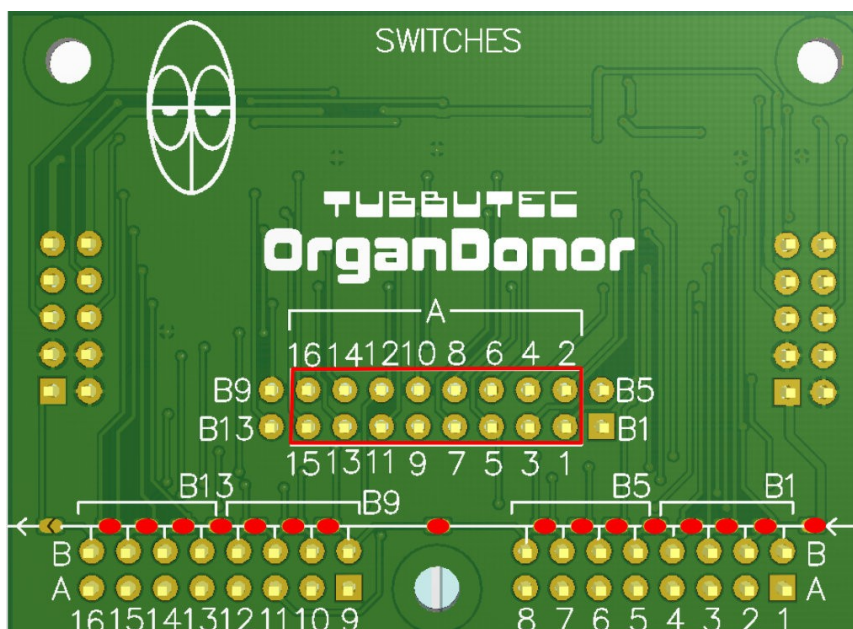 SWITCHES
TUBBUTEC
OrganDonor
A
16 14 12 10 8 6 4 2
B9 B5
B13 B1
15 13 11 9 7 5 3 1
B13 B9 B5 B1
B B
A A
16 15 14 13 12 11 10 9 8 7 6 5 4 3 2 1